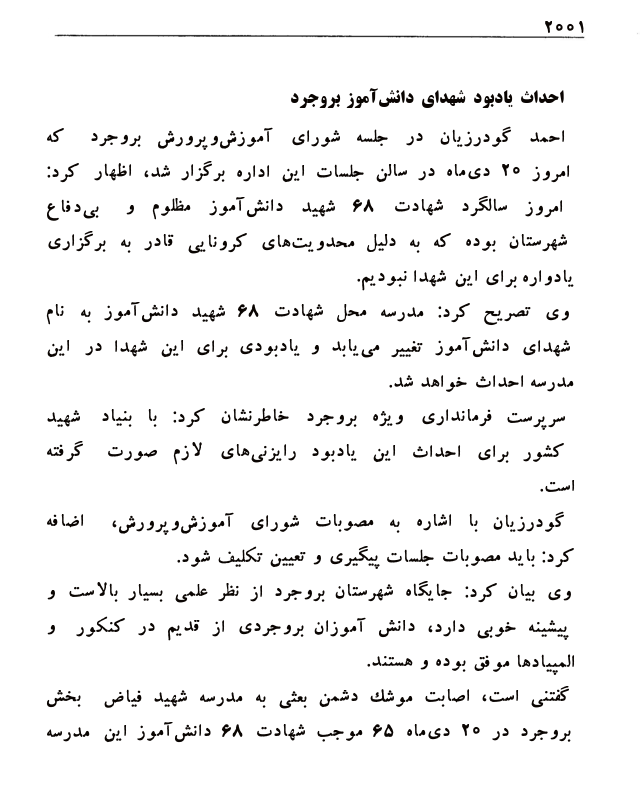 ۲۰۰۱
احداث یادبود شهدای دانش‌آموز بروجرد
احمد گودرزیان در جلسه شورای آموزش‌وپرورش بروجرد که
امروز ۲۰ دی‌ماه در سالن جلسات این اداره برگزار شد، اظهار کرد:
امروز سالگرد شهادت ۶۸ شهید دانش‌آموز مظلوم و بی‌دفاع
شهرستان بوده که به دلیل محدویت‌های کرونایی قادر به برگزاری
یادواره برای این شهدا نبودیم.
وی تصریح کرد: مدرسه محل شهادت ۶۸ شهید دانش‌آموز به نام
شهدای دانش‌آموز تغییر می‌یابد و یادبودی برای این شهدا در این
مدرسه احداث خواهد شد.
سرپرست فرمانداری ویژه بروجرد خاطرنشان کرد: با بنیاد شهید
کشور برای احداث این یادبود رایزنی‌های لازم صورت گرفته
است.
گودرزیان با اشاره به مصوبات شورای آموزش‌وپرورش، اضافه
کرد: باید مصوبات جلسات پیگیری و تعیین تکلیف شود.
وی بیان کرد: جایگاه شهرستان بروجرد از نظر علمی بسیار بالاست و
پیشینه خوبی دارد، دانش آموزان بروجردی از قدیم در کنکور و
المپیادها موفق بوده و هستند.
گفتنی است، اصابت موشك دشمن بعثی به مدرسه شهید فیاض بخش
بروجرد در ۲۰ دی‌ماه ۶۵ موجب شهادت ۶۸ دانش‌آموز این مدرسه